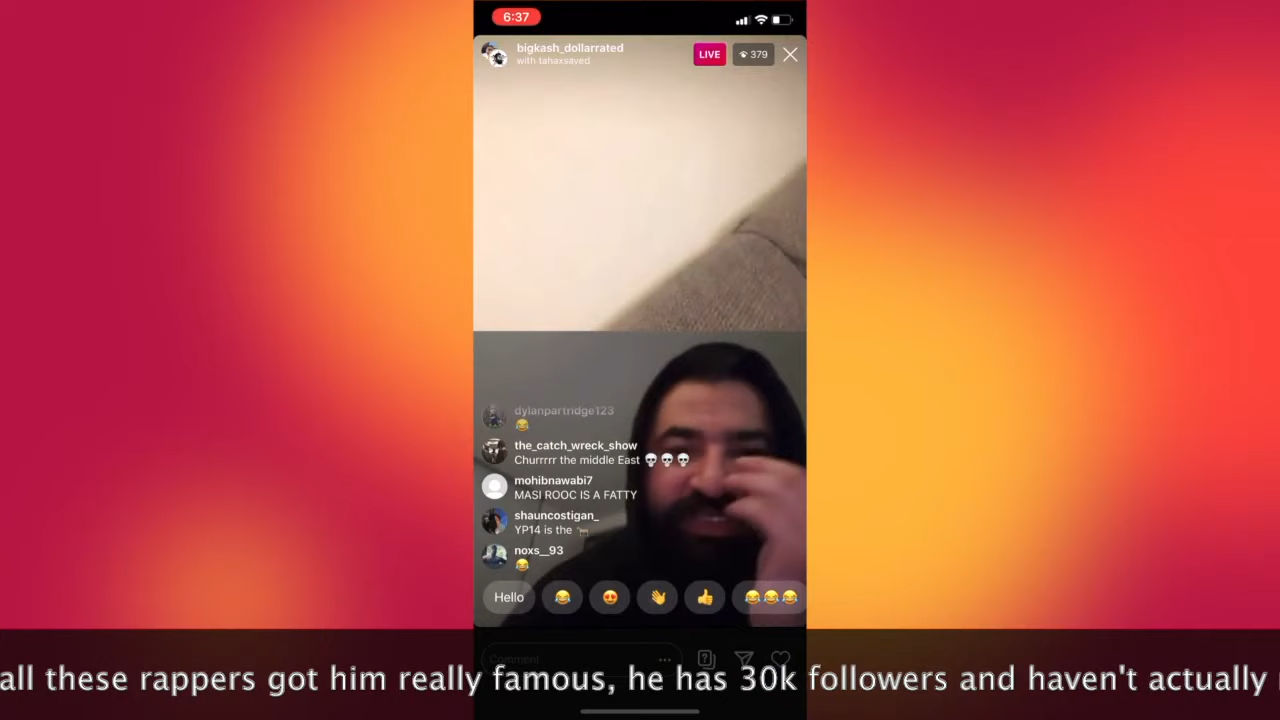 6:37
bigkash_dollarrated
with tahaxsayed
LIVE
379
dylanpartridge123
😂
the_catch_wreck_show
Churrrrr the middle East 💀💀💀
mohibnawabi7
MASI ROOC IS A FATTY
shauncostigan_
YP14 is the 🐐
noxs__93
😂
Hello 😂 😍 👋 👍 😂😂😂
Comment
all these rappers got him really famous, he has 30k followers and haven't actually